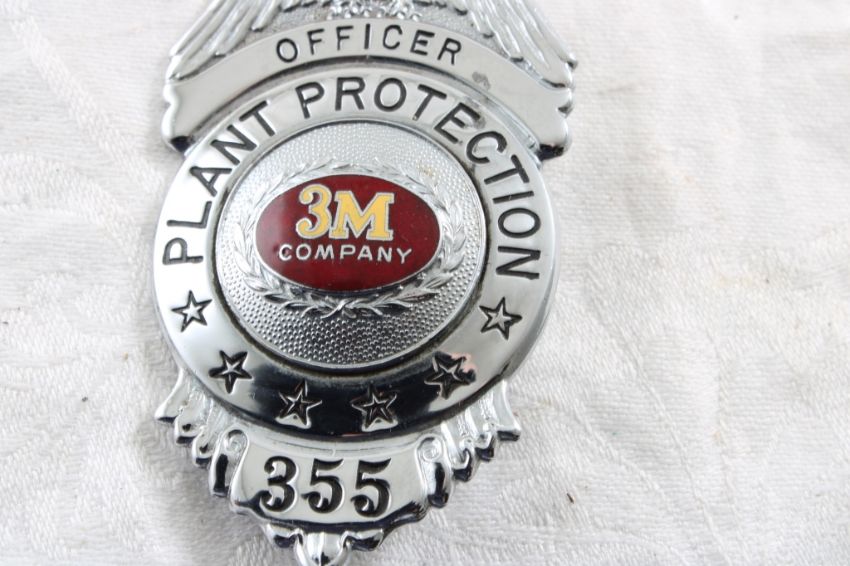 OFFICER
PLANT PROTECTION
3M
COMPANY
355